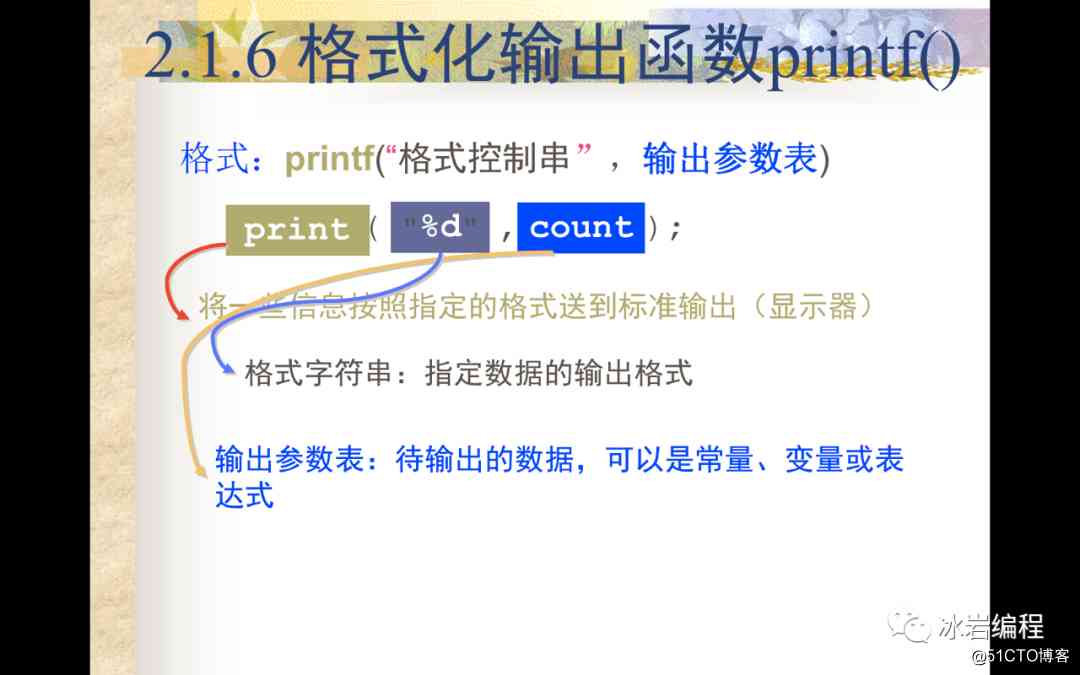 2.1.6 格式化输出函数printf()
格式：printf(“格式控制串”，输出参数表)
print ( "%d" , count ) ;
将一些信息按照指定的格式送到标准输出（显示器）
格式字符串：指定数据的输出格式
输出参数表：待输出的数据，可以是常量、变量或表
达式
冰岩编程
@51CTO博客